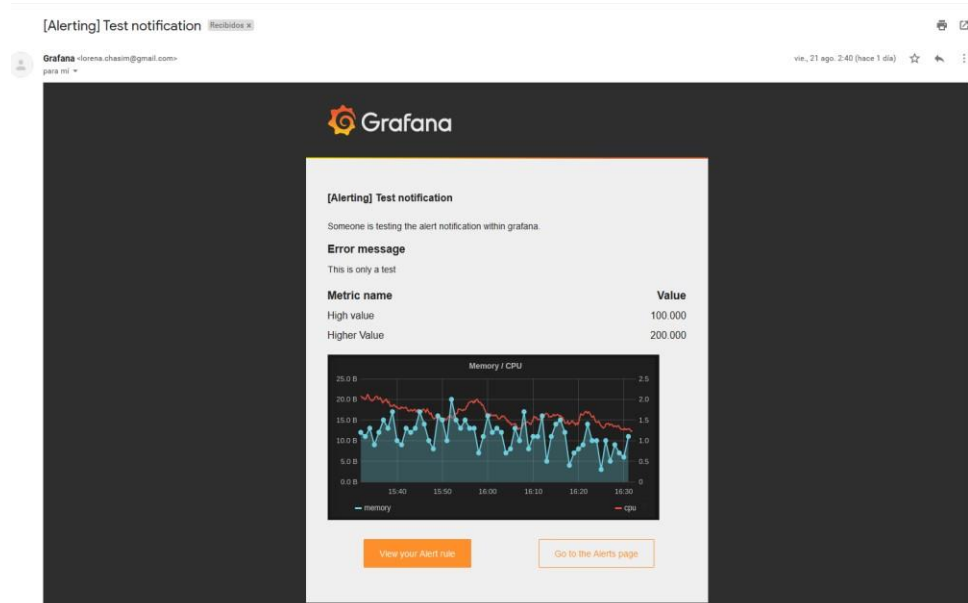 [Alerting] Test notification Recibidos x
Grafana <lorena.chasim@gmail.com>
vie., 21 ago. 2:40 (hace 1 día)
para mí
Grafana
[Alerting] Test notification
Someone is testing the alert notification within grafana.
Error message
This is only a test
Metric name Value
High value 100.000
Higher Value 200.000
Memory / CPU
25.0 B 2.5
20.0 B 2.0
15.0 B 1.5
10.0 B 1.0
5.0 B 0.5
0.0 B 0
15:40 15:50 16:00 16:10 16:20 16:30
memory cpu
View your Alert rule Go to the Alerts page